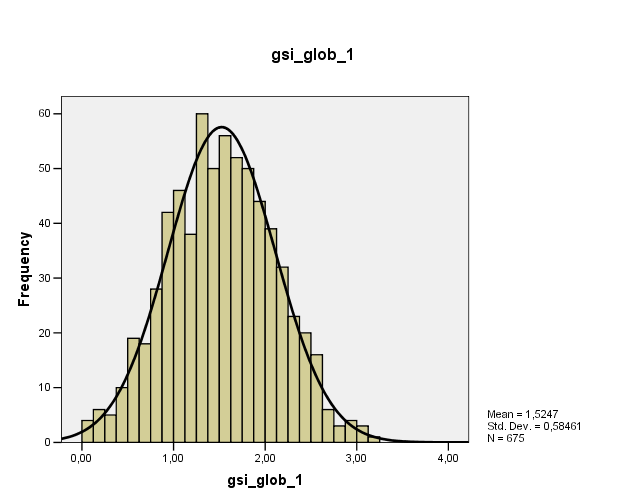 gsi_glob_1
60
50
40
30
20
10
0
Frequency
0,00 1,00 2,00 3,00 4,00
gsi_glob_1
Mean = 1,5247
Std. Dev. = 0,58461
N = 675